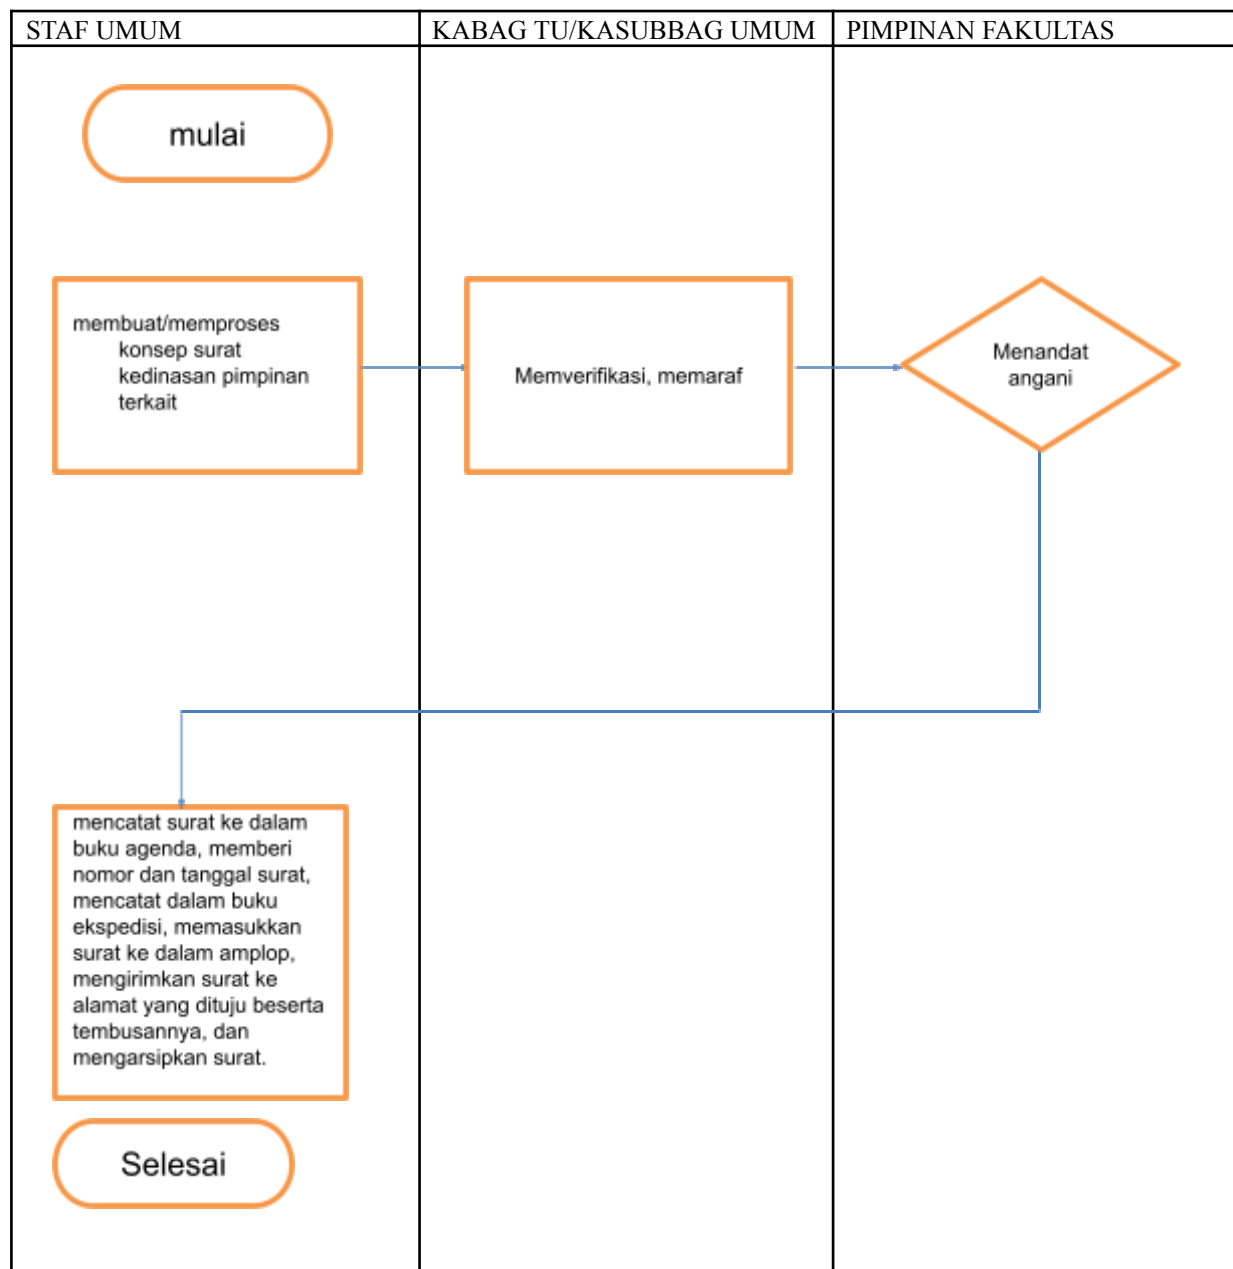 STAF UMUM
KABAG TU/KASUBBAG UMUM
PIMPINAN FAKULTAS
mulai
membuat/memproses
konsep surat
kedinasan pimpinan
terkait
Memverifikasi, memaraf
Menandat
angani
mencatat surat ke dalam
buku agenda, memberi
nomor dan tanggal surat,
mencatat dalam buku
ekspedisi, memasukkan
surat ke dalam amplop,
mengirimkan surat ke
alamat yang dituju beserta
tembusannya, dan
mengarsipkan surat.
Selesai